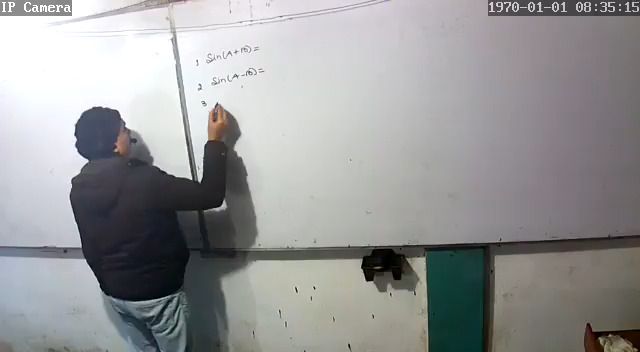 IP Camera
1970-01-01 08:35:15
1 Sin(A+B)=
2 Sin(A-B)=
3